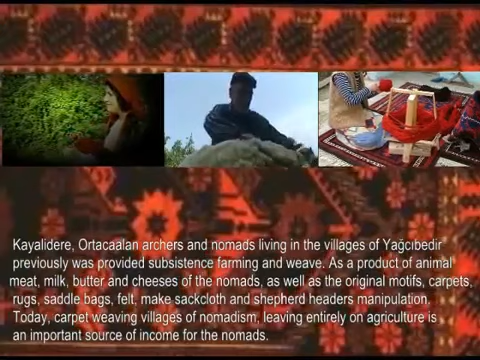 Kayalidere, Ortacaalan archers and nomads living in the villages of Yağcıbedir
previously was provided subsistence farming and weave. As a product of animal
meat, milk, butter and cheeses of the nomads, as well as the original motifs, carpets,
rugs, saddle bags, felt, make sackcloth and shepherd headers manipulation.
Today, carpet weaving villages of nomadism, leaving entirely on agriculture is
an important source of income for the nomads.